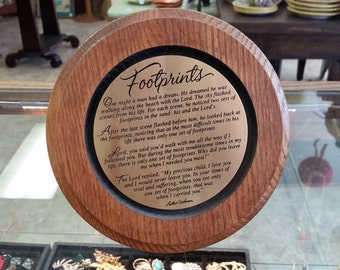 Footprints
One night a man had a dream. He dreamed he was
walking along the beach with the Lord. The sky flashed
scenes from his life. For each scene, he noticed two sets of
footprints in the sand: his and the Lord's.
After the last scene flashed before him, he looked back at
the footprints, noticing that at the most difficult times in his
life there was only one set of footprints.
Lord, you said you'd walk with me all the way if I
followed you. But during the most troublesome times in my
life there was only one set of footprints. Why did you leave
me when I needed you most?
The Lord replied, "My precious child, I love you
and I would never leave you. In your times of
trial and suffering, when you see only
one set of footprints, that was
when I carried you."
Author Unknown